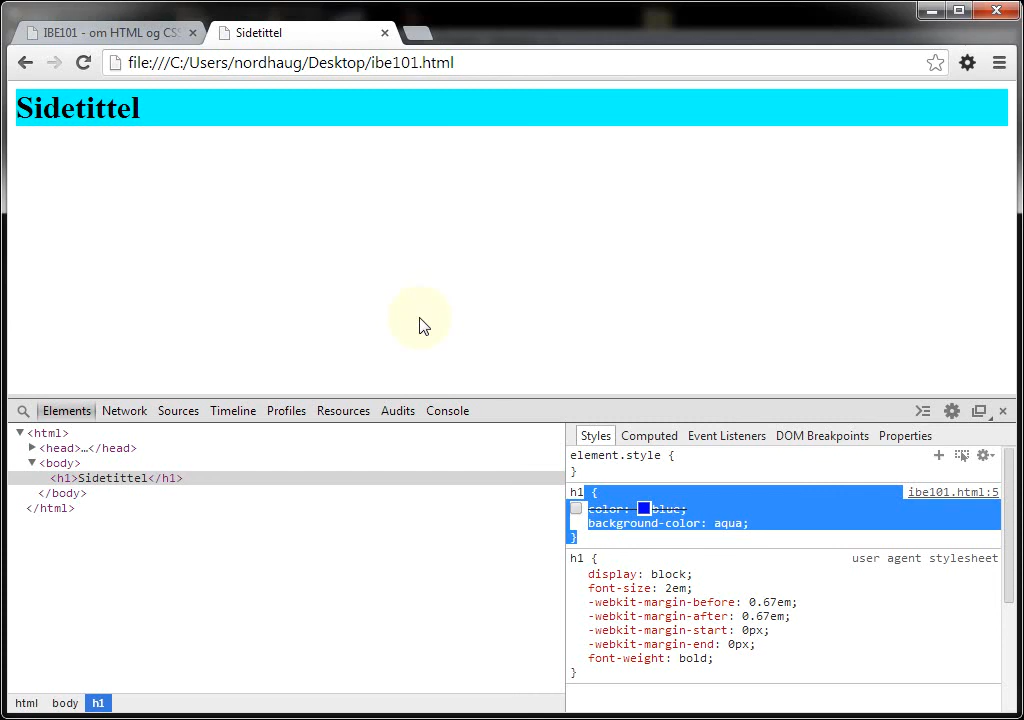 IBE101 - om HTML og CS
Sidetittel
file:///C:/Users/nordhaug/Desktop/ibe101.html
Sidetittel
Elements Network Sources Timeline Profiles Resources Audits Console
<html>
<head>…</head>
<body>
<h1>Sidetittel</h1>
</body>
</html>
html body h1
Styles Computed Event Listeners DOM Breakpoints Properties
element.style {
}
h1 { ibe101.html:5
color: blue;
background-color: aqua;
}
h1 { user agent stylesheet
display: block;
font-size: 2em;
-webkit-margin-before: 0.67em;
-webkit-margin-after: 0.67em;
-webkit-margin-start: 0px;
-webkit-margin-end: 0px;
font-weight: bold;
}